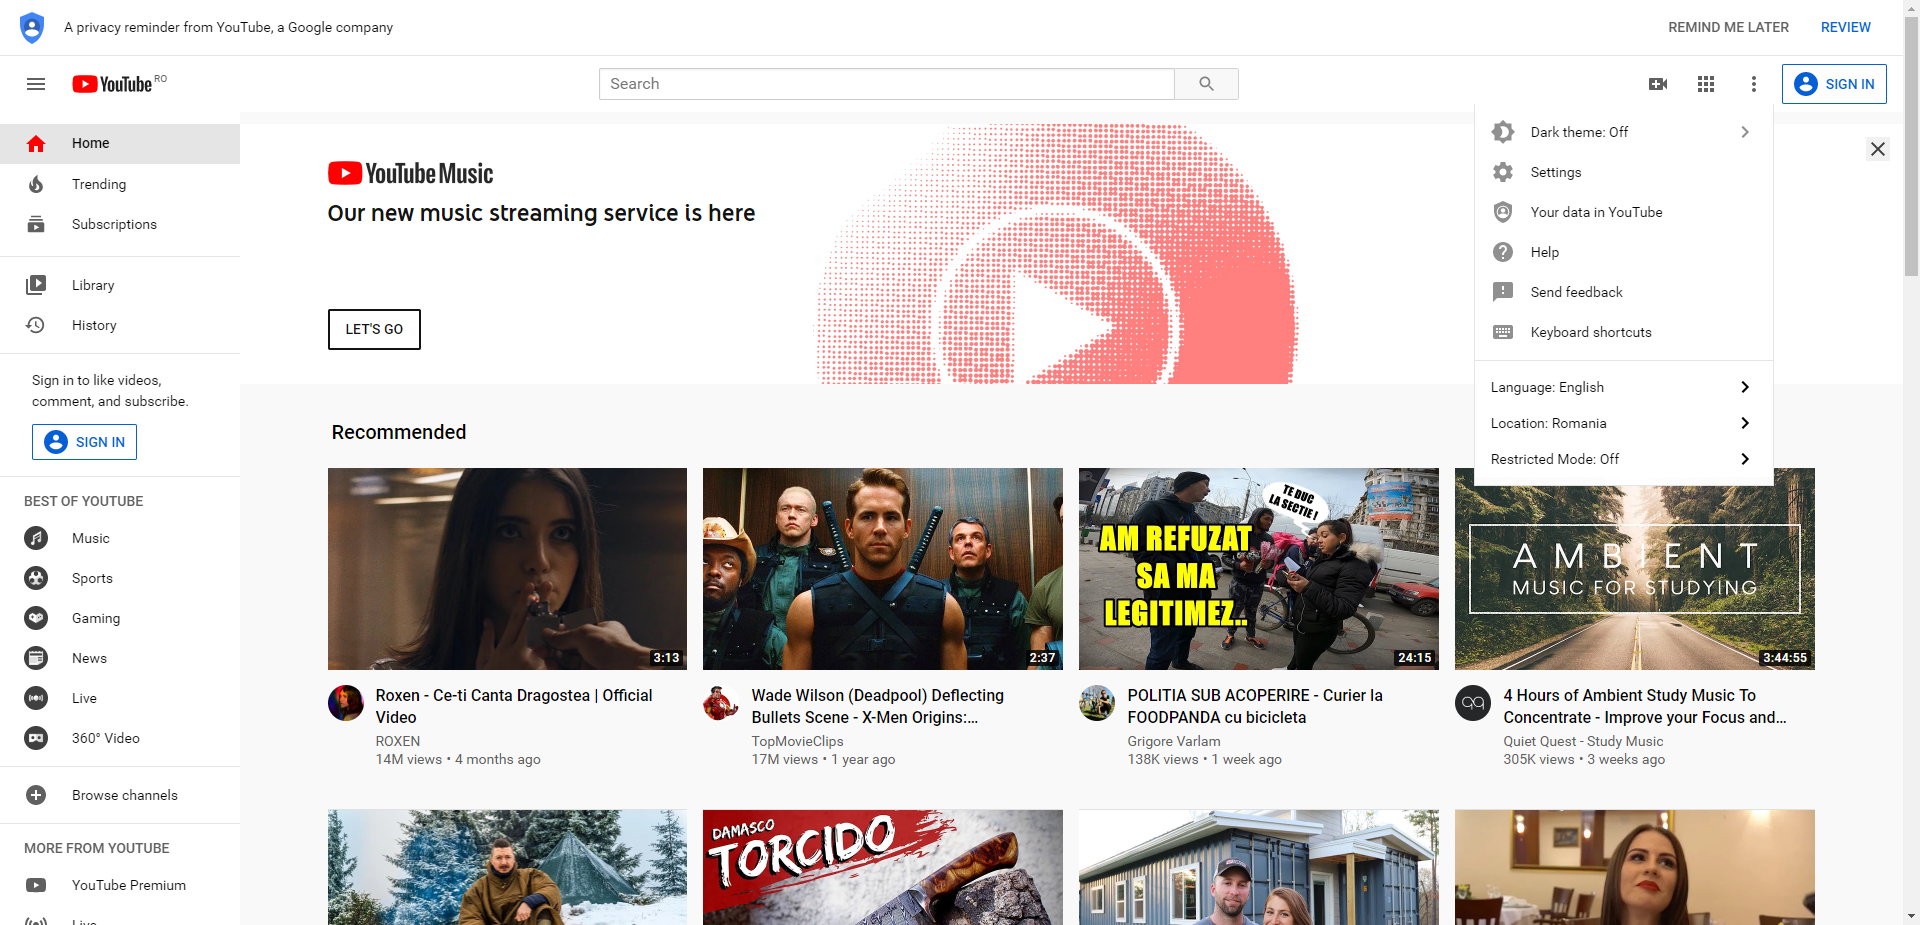 A privacy reminder from YouTube, a Google company
REMIND ME LATER
REVIEW
YouTube RO
Search
SIGN IN
Home
Trending
Subscriptions
Library
History
Sign in to like videos,
comment, and subscribe.
SIGN IN
BEST OF YOUTUBE
Music
Sports
Gaming
News
Live
360° Video
Browse channels
MORE FROM YOUTUBE
YouTube Premium
Live
YouTube Music
Our new music streaming service is here
LET'S GO
Dark theme: Off
Settings
Your data in YouTube
Help
Send feedback
Keyboard shortcuts
Language: English
Location: Romania
Restricted Mode: Off
Recommended
3:13
Roxen - Ce-ti Canta Dragostea | Official
Video
ROXEN
14M views • 4 months ago
2:37
Wade Wilson (Deadpool) Deflecting
Bullets Scene - X-Men Origins:...
TopMovieClips
17M views • 1 year ago
TE DUC
LA SECTIE!
AM REFUZAT
SA MA
LEGITIMEZ..
24:15
POLITIA SUB ACOPERIRE - Curier la
FOODPANDA cu bicicleta
Grigore Varlam
138K views • 1 week ago
AMBIENT
MUSIC FOR STUDYING
3:44:55
4 Hours of Ambient Study Music To
Concentrate - Improve your Focus and...
Quiet Quest - Study Music
305K views • 3 weeks ago
DAMASCO
TORCIDO